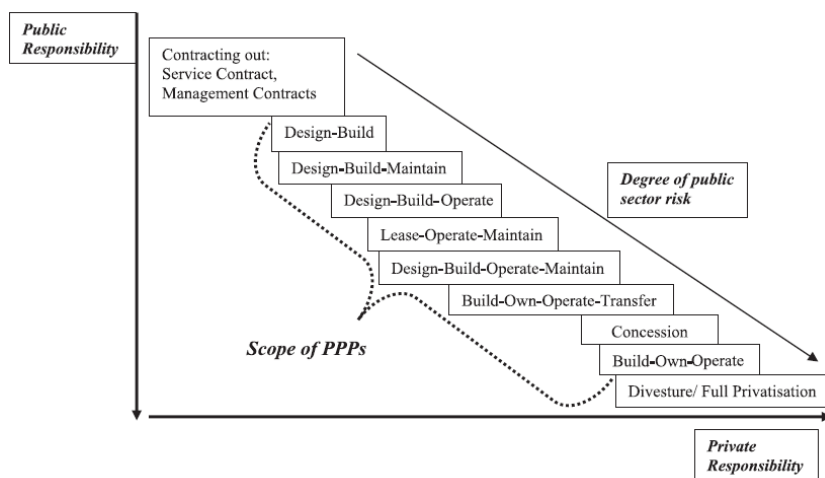 Public
Responsibility
Contracting out:
Service Contract,
Management Contracts
Design-Build
Design-Build-Maintain
Degree of public
sector risk
Design-Build-Operate
Lease-Operate-Maintain
Design-Build-Operate-Maintain
Build-Own-Operate-Transfer
Concession
Scope of PPPs
Build-Own-Operate
Divesture/ Full Privatisation
Private
Responsibility